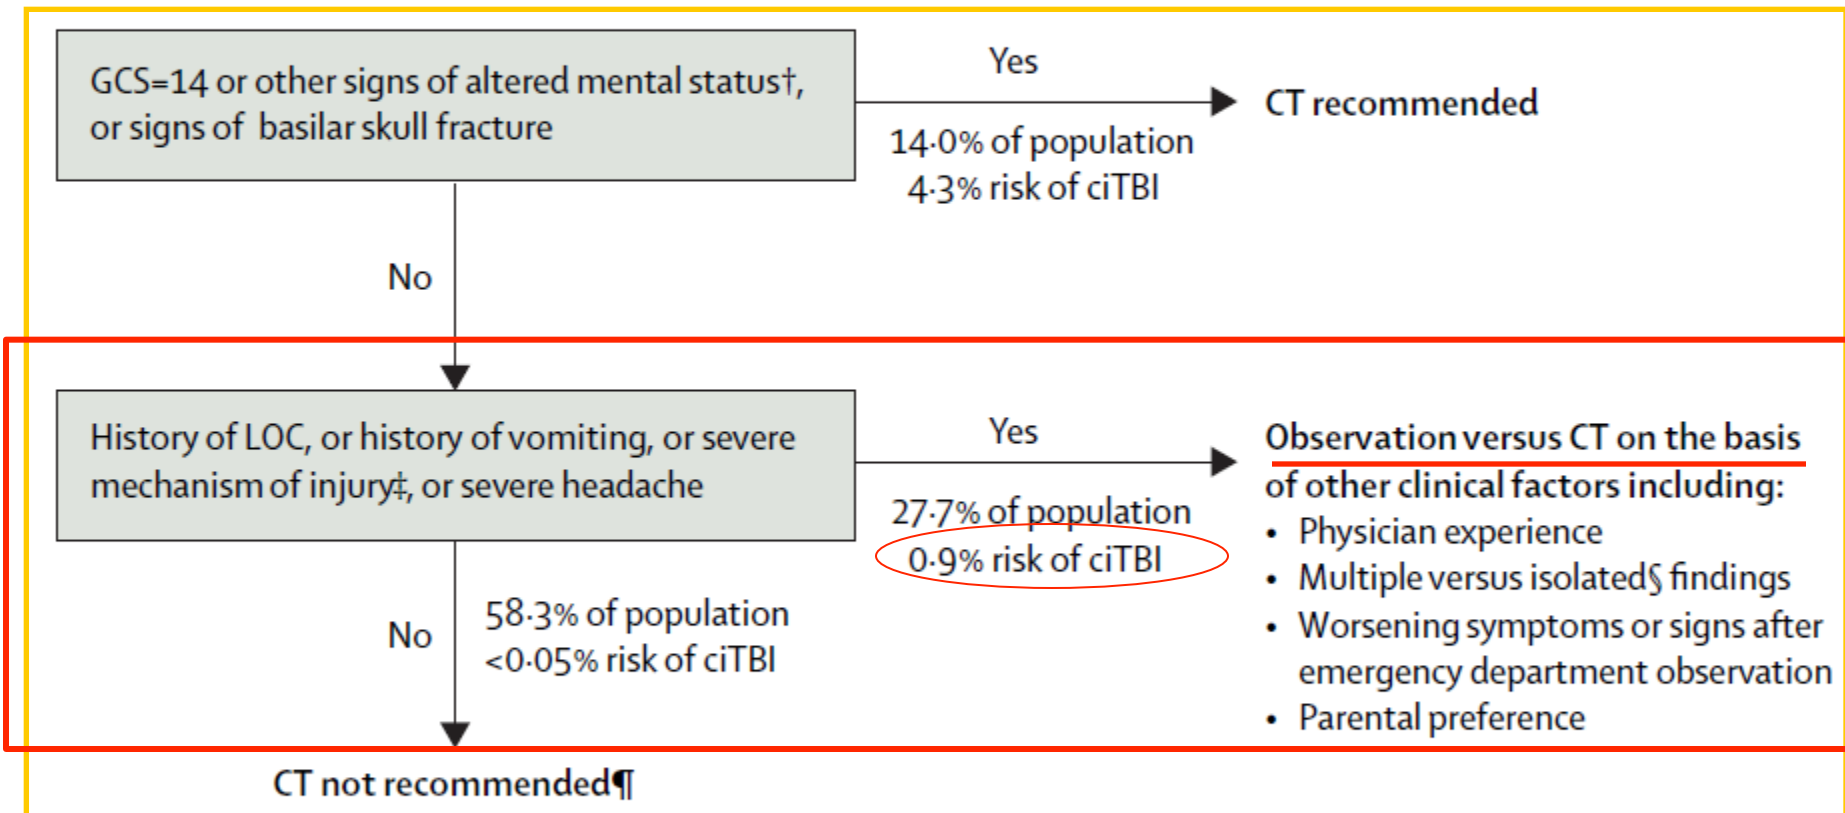 GCS=14 or other signs of altered mental status†,
or signs of basilar skull fracture
Yes
14·0% of population
4·3% risk of ciTBI
CT recommended
No
History of LOC, or history of vomiting, or severe
mechanism of injury‡, or severe headache
Yes
27·7% of population
0·9% risk of ciTBI
Observation versus CT on the basis
of other clinical factors including:
• Physician experience
• Multiple versus isolated§ findings
• Worsening symptoms or signs after
emergency department observation
• Parental preference
No
58·3% of population
<0·05% risk of ciTBI
CT not recommended¶